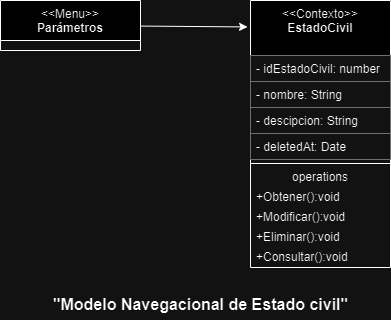 <<Menu>>
Parámetros
<<Contexto>>
EstadoCivil
- idEstadoCivil: number
- nombre: String
- descipcion: String
- deletedAt: Date
operations
+Obtener():void
+Modificar():void
+Eliminar():void
+Consultar():void
"Modelo Navegacional de Estado civil"